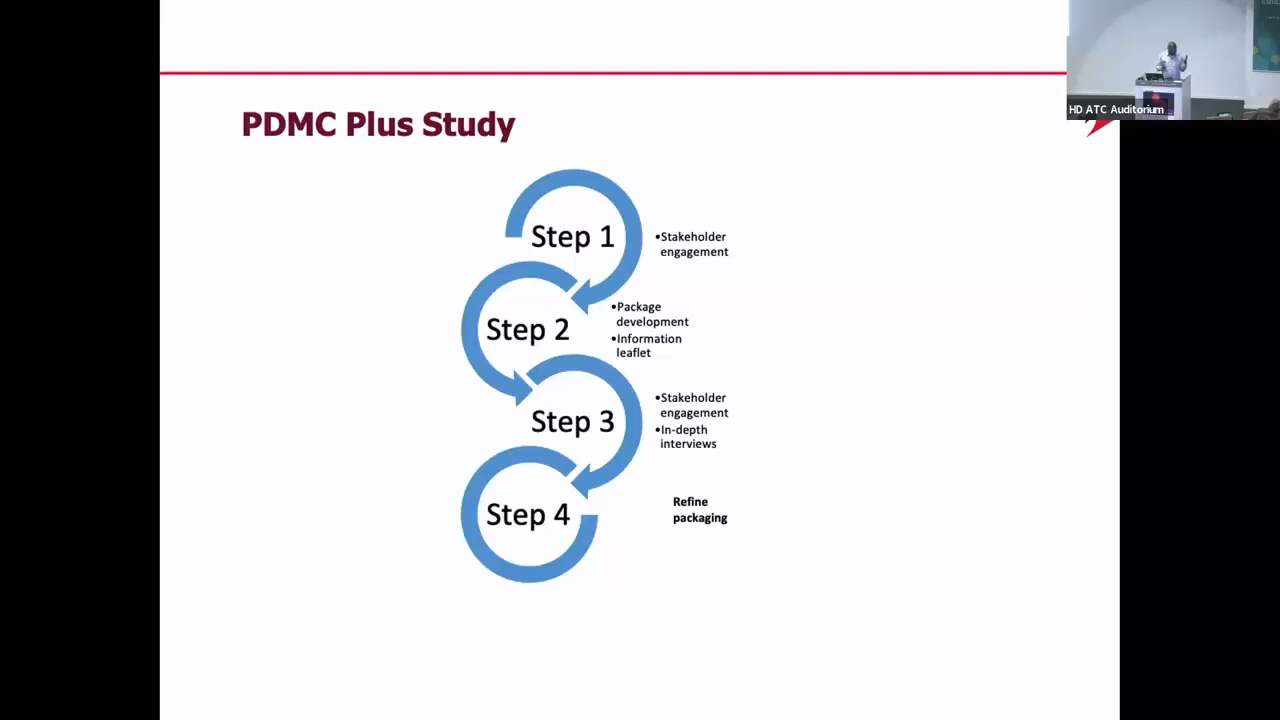 HD ATC Auditorium
PDMC Plus Study
Step 1
•Stakeholder
engagement
Step 2
•Package
development
•Information
leaflet
Step 3
•Stakeholder
engagement
•In-depth
interviews
Step 4
Refine
packaging